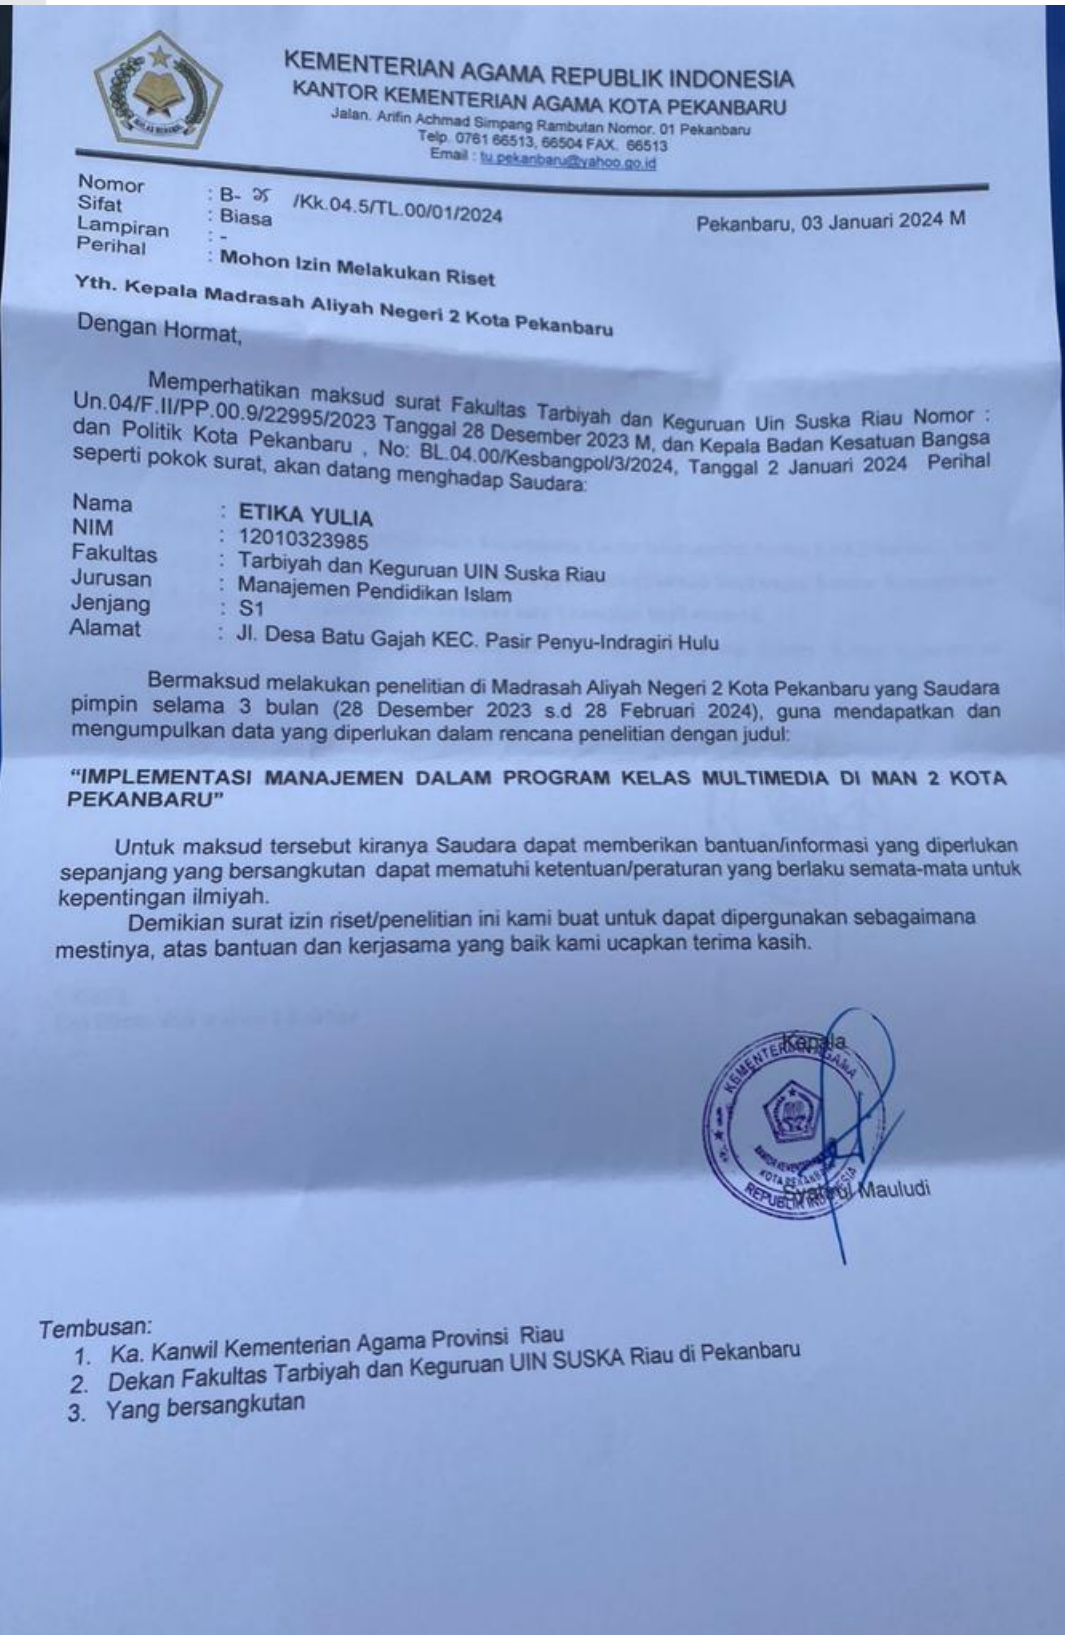 KEMENTERIAN AGAMA REPUBLIK INDONESIA
KANTOR KEMENTERIAN AGAMA KOTA PEKANBARU
Jalan. Arifin Achmad Simpang Rambutan Nomor. 01 Pekanbaru
Telp. 0761 66513, 66504 FAX. 66513
Email : tu.pekanbaru@yahoo.go.id
Nomor : B- /Kk.04.5/TL.00/01/2024
Pekanbaru, 03 Januari 2024 M
Sifat : Biasa
Lampiran : -
Perihal : Mohon Izin Melakukan Riset
Yth. Kepala Madrasah Aliyah Negeri 2 Kota Pekanbaru
Dengan Hormat,
Memperhatikan maksud surat Fakultas Tarbiyah dan Keguruan Uin Suska Riau Nomor :
Un.04/F.II/PP.00.9/22995/2023 Tanggal 28 Desember 2023 M, dan Kepala Badan Kesatuan Bangsa
dan Politik Kota Pekanbaru , No: BL.04.00/Kesbangpol/3/2024, Tanggal 2 Januari 2024 Perihal
seperti pokok surat, akan datang menghadap Saudara:
Nama : ETIKA YULIA
NIM : 12010323985
Fakultas : Tarbiyah dan Keguruan UIN Suska Riau
Jurusan : Manajemen Pendidikan Islam
Jenjang : S1
Alamat : Jl. Desa Batu Gajah KEC. Pasir Penyu-Indragiri Hulu
Bermaksud melakukan penelitian di Madrasah Aliyah Negeri 2 Kota Pekanbaru yang Saudara
pimpin selama 3 bulan (28 Desember 2023 s.d 28 Februari 2024), guna mendapatkan dan
mengumpulkan data yang diperlukan dalam rencana penelitian dengan judul:
“IMPLEMENTASI MANAJEMEN DALAM PROGRAM KELAS MULTIMEDIA DI MAN 2 KOTA
PEKANBARU”
Untuk maksud tersebut kiranya Saudara dapat memberikan bantuan/informasi yang diperlukan
sepanjang yang bersangkutan dapat mematuhi ketentuan/peraturan yang berlaku semata-mata untuk
kepentingan ilmiyah.
Demikian surat izin riset/penelitian ini kami buat untuk dapat dipergunakan sebagaimana
mestinya, atas bantuan dan kerjasama yang baik kami ucapkan terima kasih.
Kepala
KEMENTERIAN AGAMA
KOTA PEKANBARU
REPUBLIK INDONESIA
Syahrul Mauludi
Tembusan:
1. Ka. Kanwil Kementerian Agama Provinsi Riau
2. Dekan Fakultas Tarbiyah dan Keguruan UIN SUSKA Riau di Pekanbaru
3. Yang bersangkutan